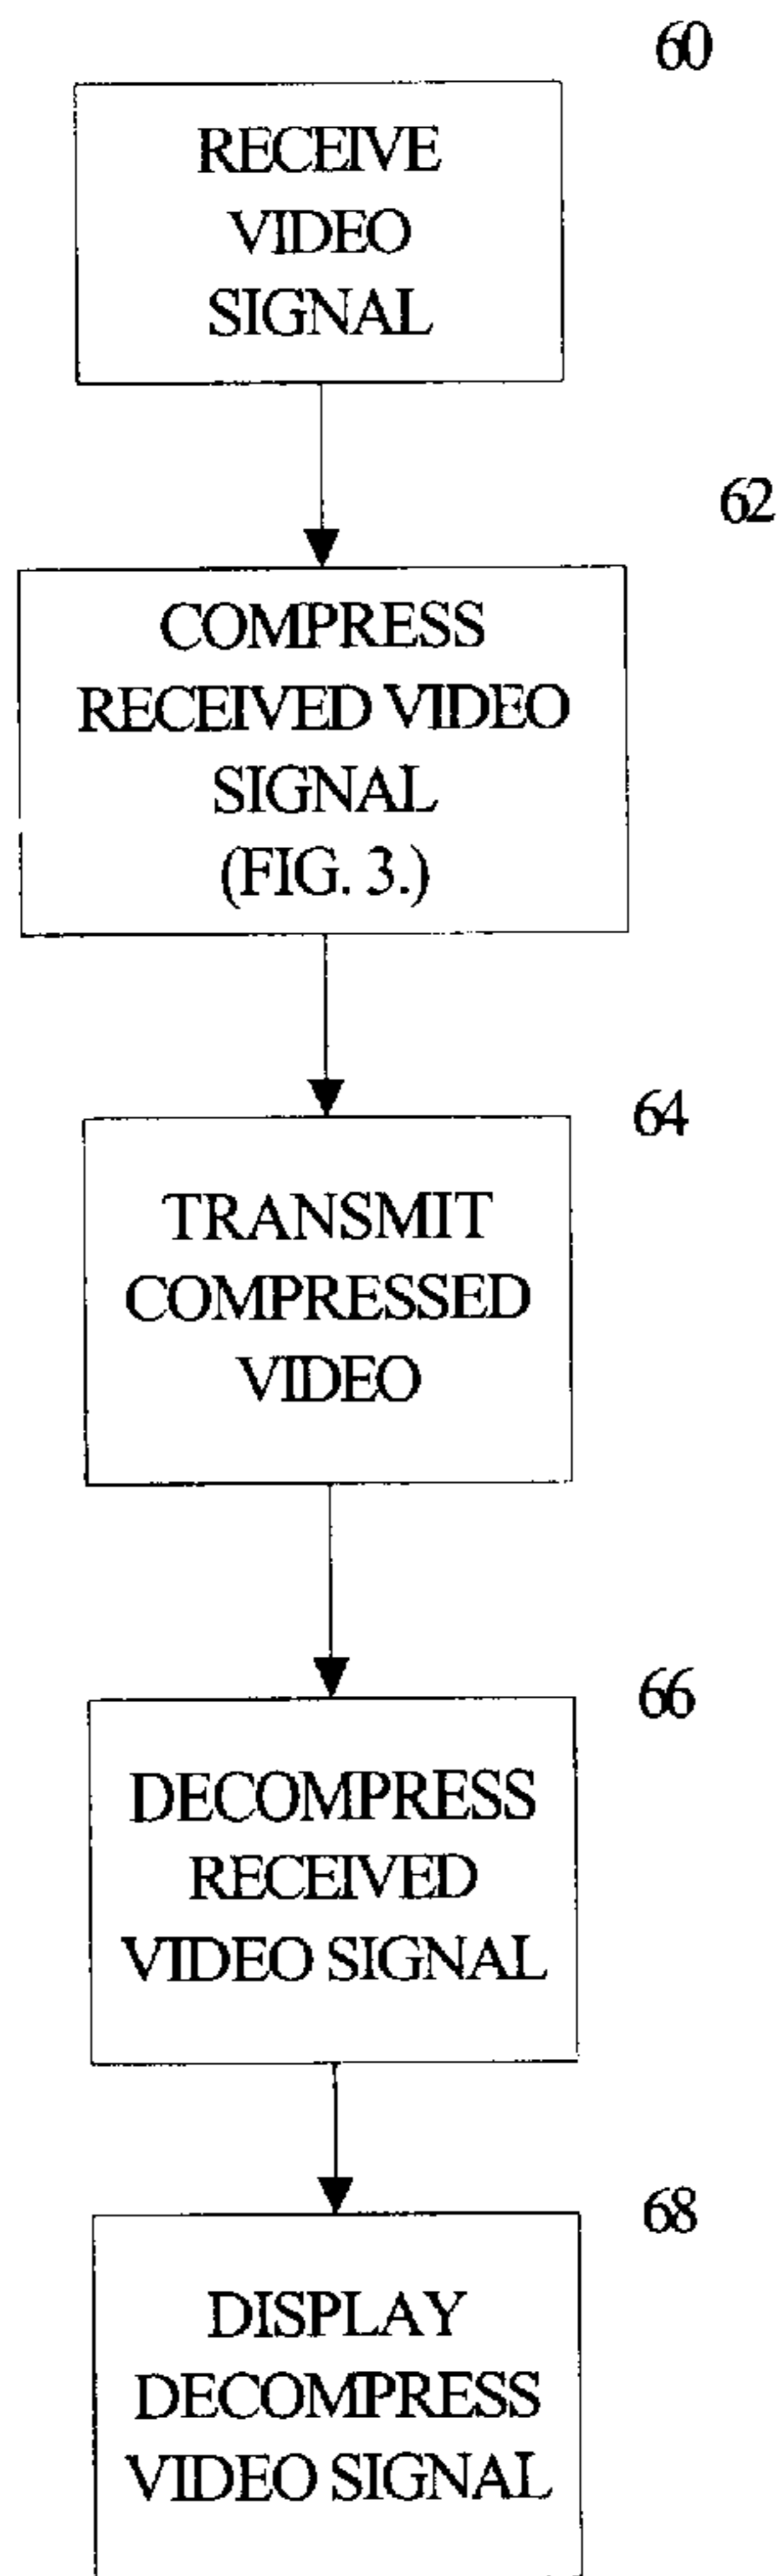 60
RECEIVE
VIDEO
SIGNAL
62
COMPRESS
RECEIVED VIDEO
SIGNAL
(FIG. 3.)
64
TRANSMIT
COMPRESSED
VIDEO
66
DECOMPRESS
RECEIVED
VIDEO SIGNAL
68
DISPLAY
DECOMPRESS
VIDEO SIGNAL